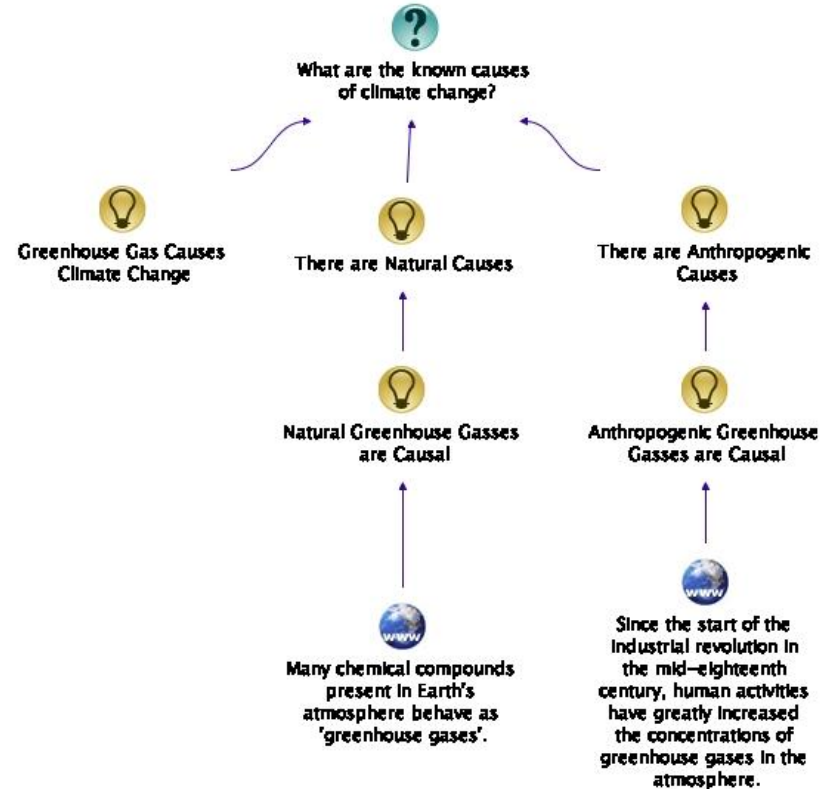 What are the known causes
of climate change?
Greenhouse Gas Causes
Climate Change
There are Natural Causes
There are Anthropogenic
Causes
Natural Greenhouse Gasses
are Causal
Anthropogenic Greenhouse
Gasses are Causal
www
Many chemical compounds
present in Earth's
atmosphere behave as
'greenhouse gases'.
www
Since the start of the
industrial revolution in
the mid-eighteenth
century, human activities
have greatly increased
the concentrations of
greenhouse gases in the
atmosphere.